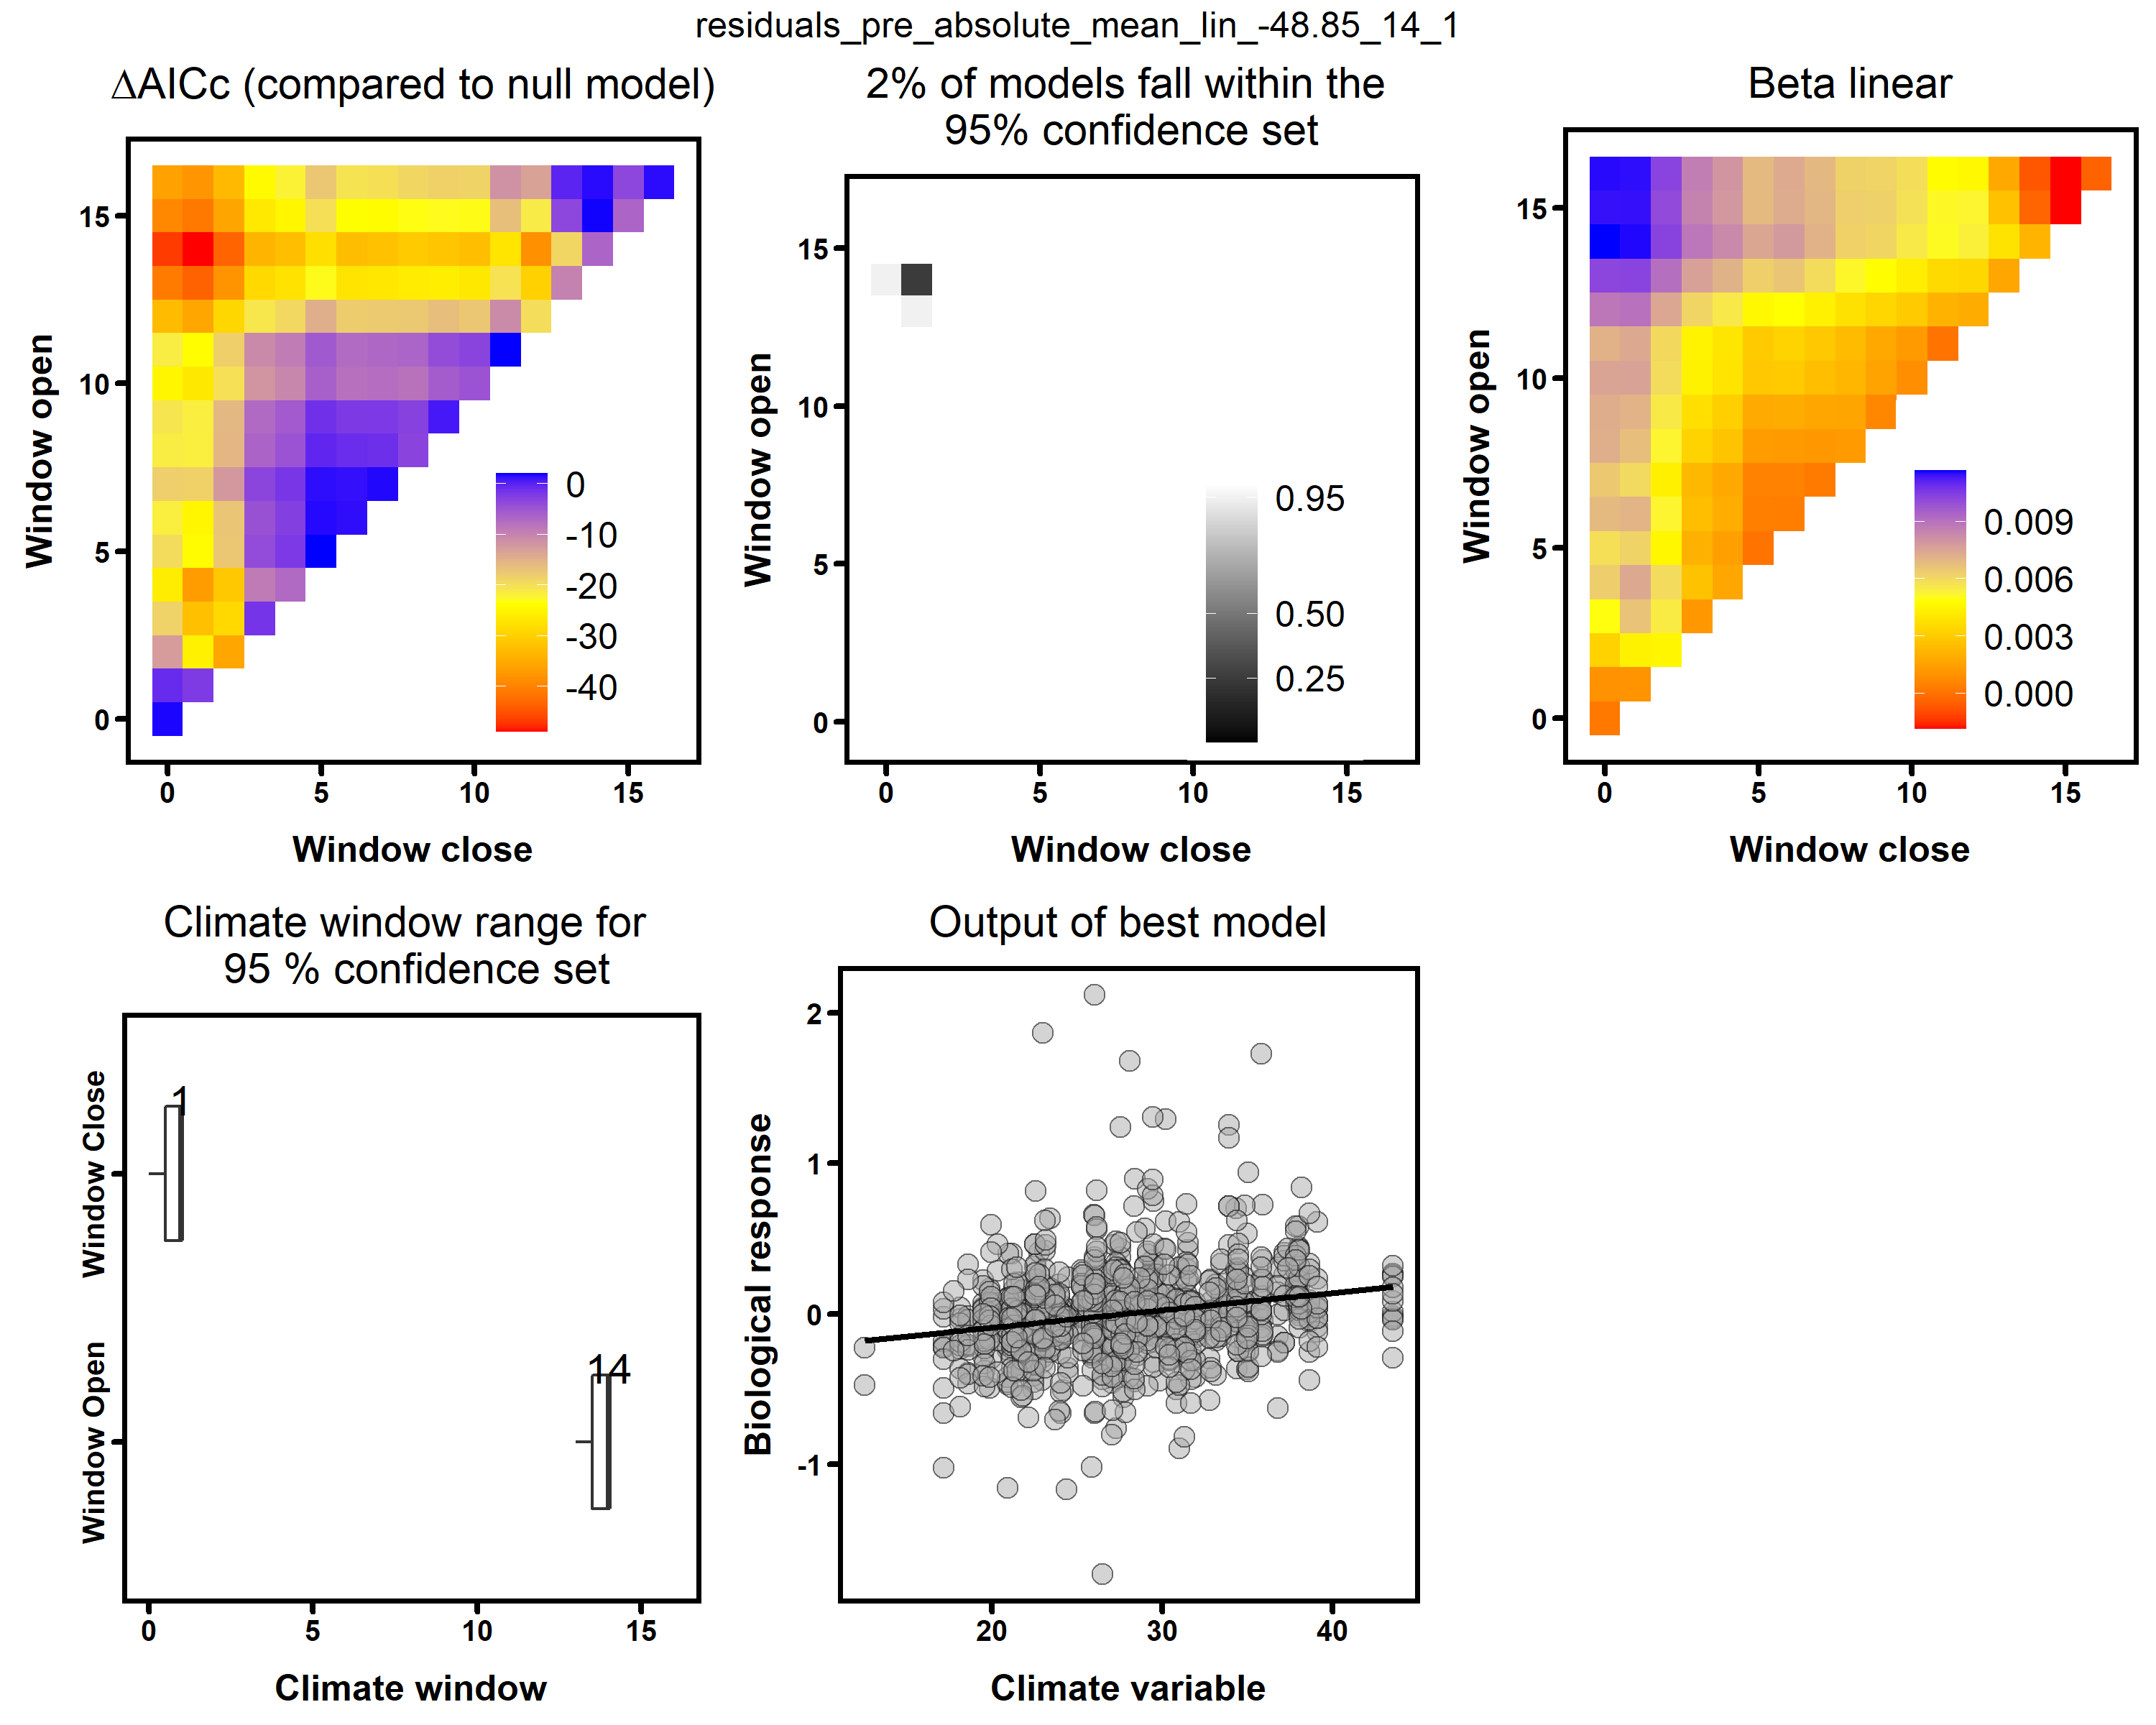 residuals_pre_absolute_mean_lin_-48.85_14_1
ΔAICc (compared to null model)
15
10
5
0
0
5
10
15
Window open
Window close
0
-10
-20
-30
-40
2% of models fall within the
95% confidence set
15
10
5
0
0
5
10
15
Window open
Window close
0.95
0.50
0.25
Beta linear
15
10
5
0
0
5
10
15
Window open
Window close
0.009
0.006
0.003
0.000
Climate window range for
95 % confidence set
Window Close
Window Open
1
14
0
5
10
15
Climate window
Output of best model
2
1
0
-1
20
30
40
Biological response
Climate variable